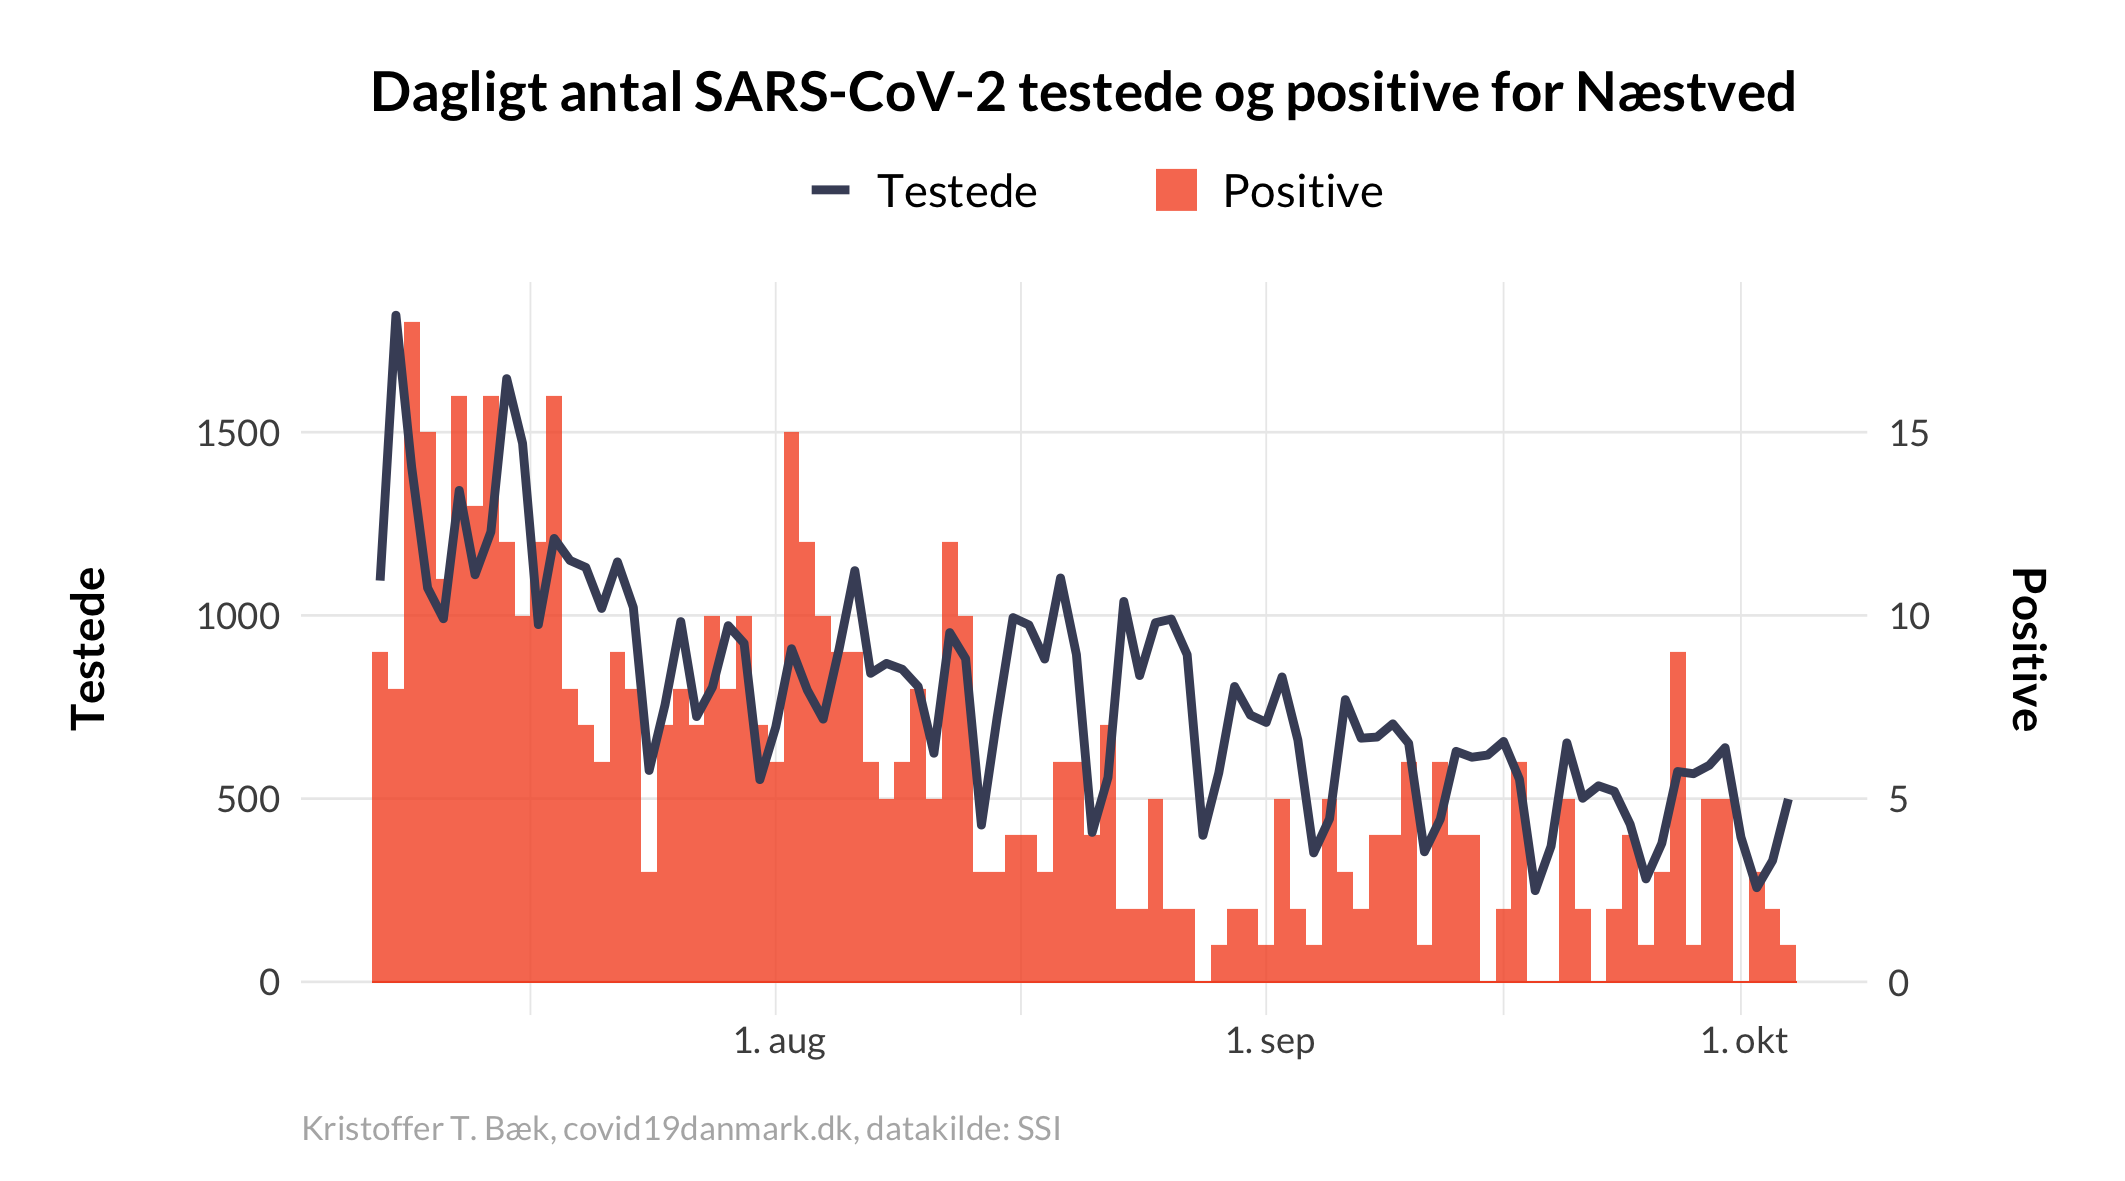 Dagligt antal SARS-CoV-2 testede og positive for Næstved
Testede Positive
1500 15
1000 10
Testede Positive
500 5
0 0
1. aug 1. sep 1. okt
Kristoffer T. Bæk, covid19danmark.dk, datakilde: SSI